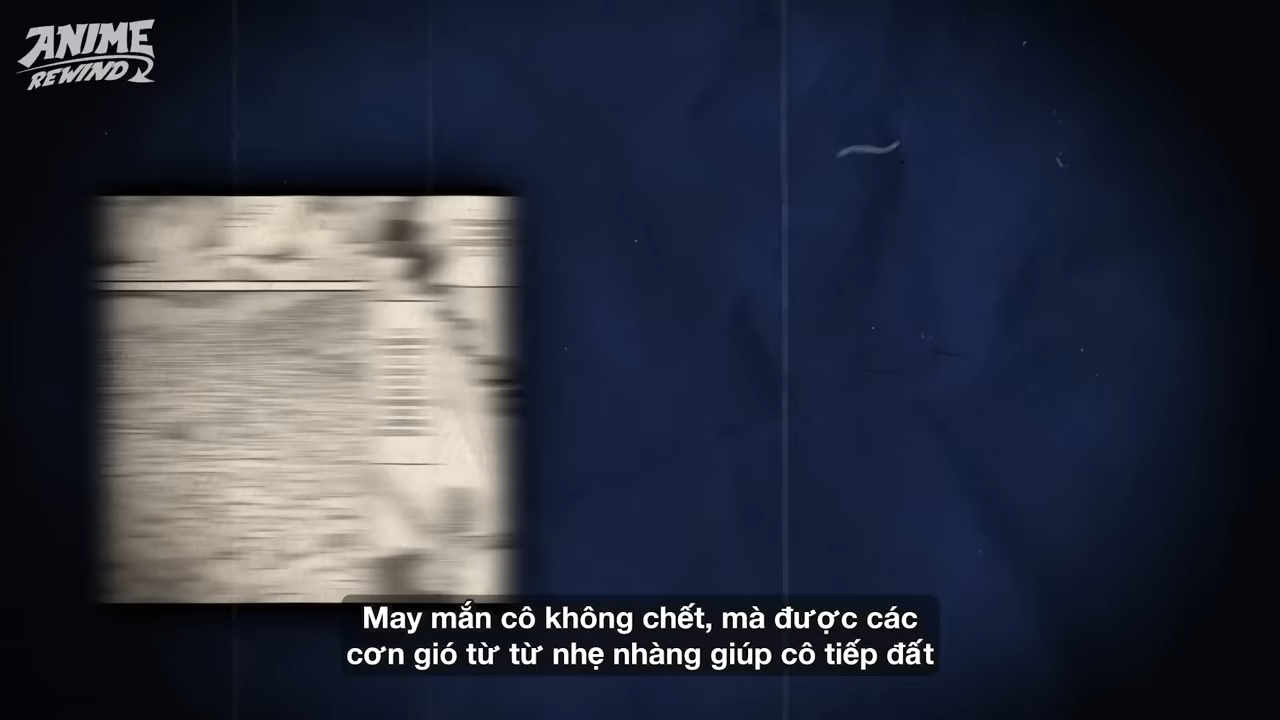 ANIME
REWIND
May mắn cô không chết, mà được các
cơn gió từ từ nhẹ nhàng giúp cô tiếp đất